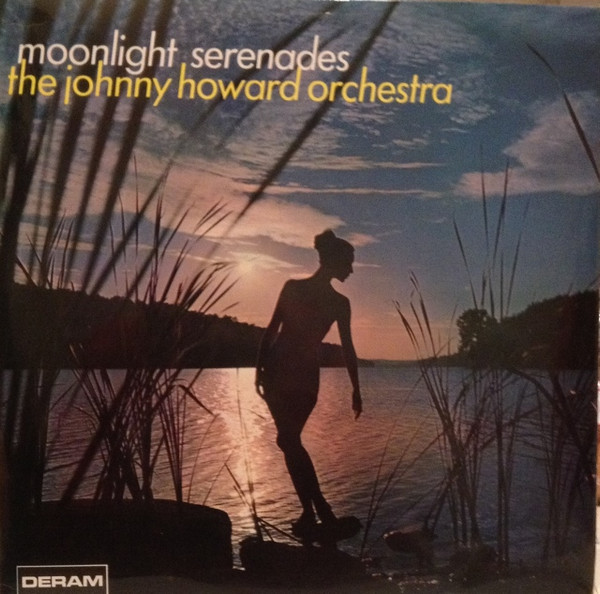 moonlight serenades
the johnny howard orchestra
DERAM